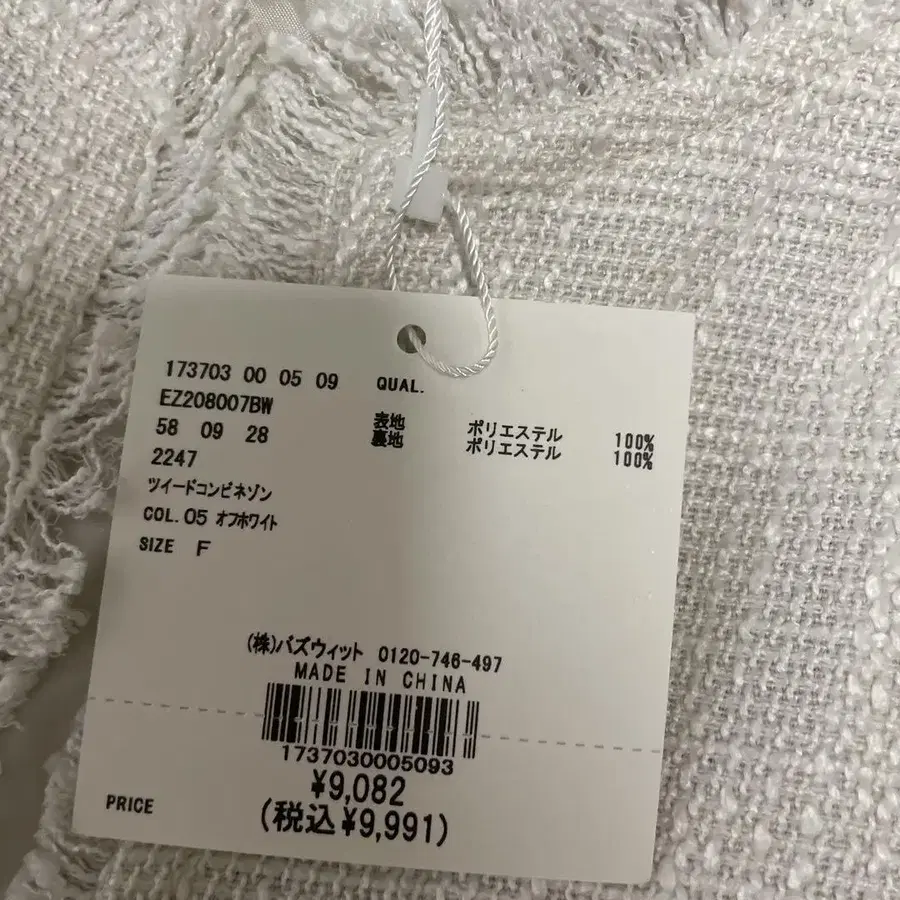 173703 00 05 09
EZ208007BW
58 09 28
2247
ツイードコンビネゾン
COL. 05 オフホワイト
SIZE F
QUAL.
表地 ポリエステル 100%
裏地 ポリエステル 100%
(株)バズウィット 0120-746-497
MADE IN CHINA
1737030005093
PRICE
¥9,082
(税込¥9,991)